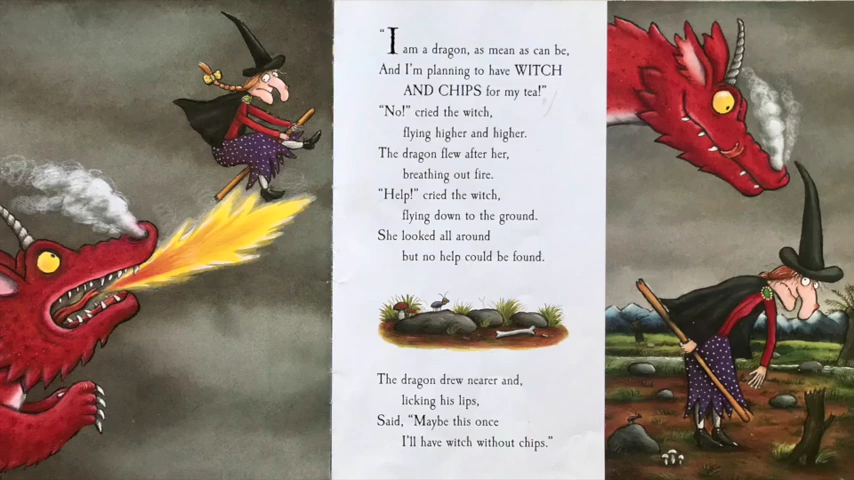 "I am a dragon, as mean as can be,
And I'm planning to have WITCH
AND CHIPS for my tea!"
"No!" cried the witch,
flying higher and higher.
The dragon flew after her,
breathing out fire.
"Help!" cried the witch,
flying down to the ground.
She looked all around
but no help could be found.
The dragon drew nearer and,
licking his lips,
Said, "Maybe this once
I'll have witch without chips."